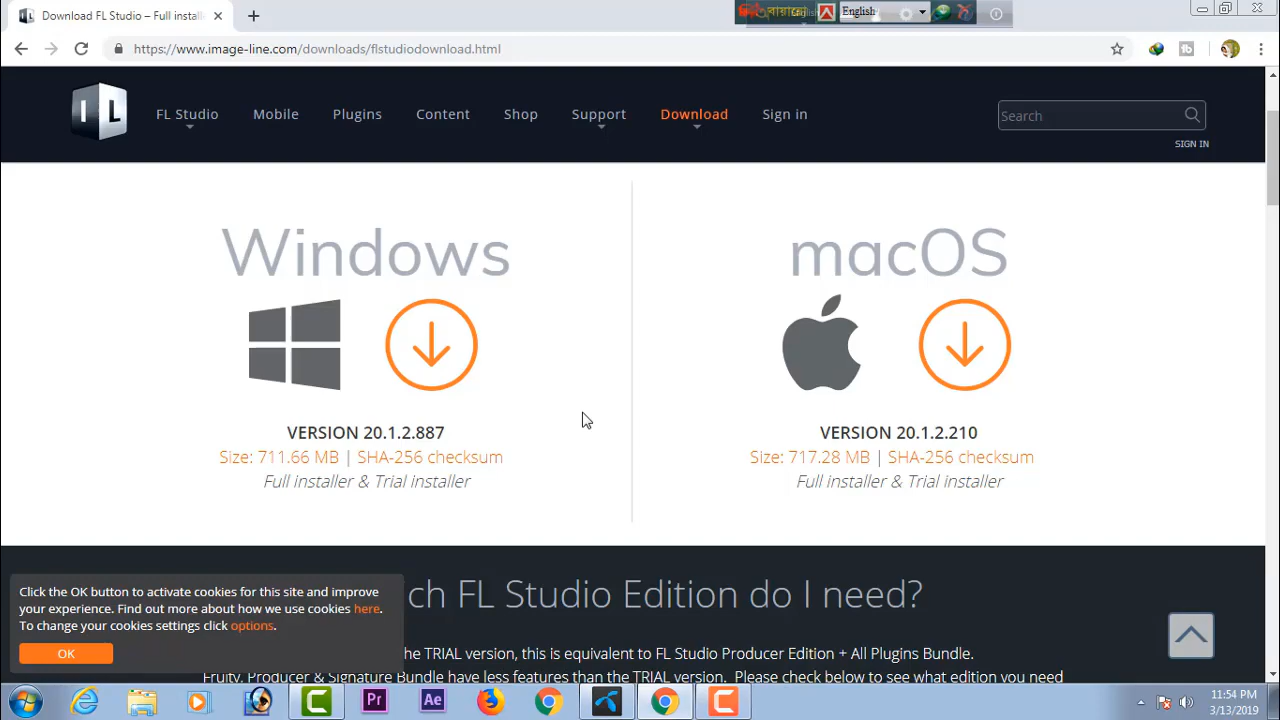 Download FL Studio – Full install
English
https://www.image-line.com/downloads/flstudiodownload.html
IL
FL Studio
Mobile
Plugins
Content
Shop
Support
Download
Sign in
Search
SIGN IN
Windows
macOS
VERSION 20.1.2.887
Size: 711.66 MB | SHA-256 checksum
Full installer & Trial installer
VERSION 20.1.2.210
Size: 717.28 MB | SHA-256 checksum
Full installer & Trial installer
ch FL Studio Edition do I need?
Click the OK button to activate cookies for this site and improve
your experience. Find out more about how we use cookies here.
To change your cookies settings click options.
OK
the TRIAL version, this is equivalent to FL Studio Producer Edition + All Plugins Bundle.
Fruity, Producer & Signature Bundle have less features than the TRIAL version. Please check below to see what edition you need
Pr
Ae
11:54 PM
3/13/2019